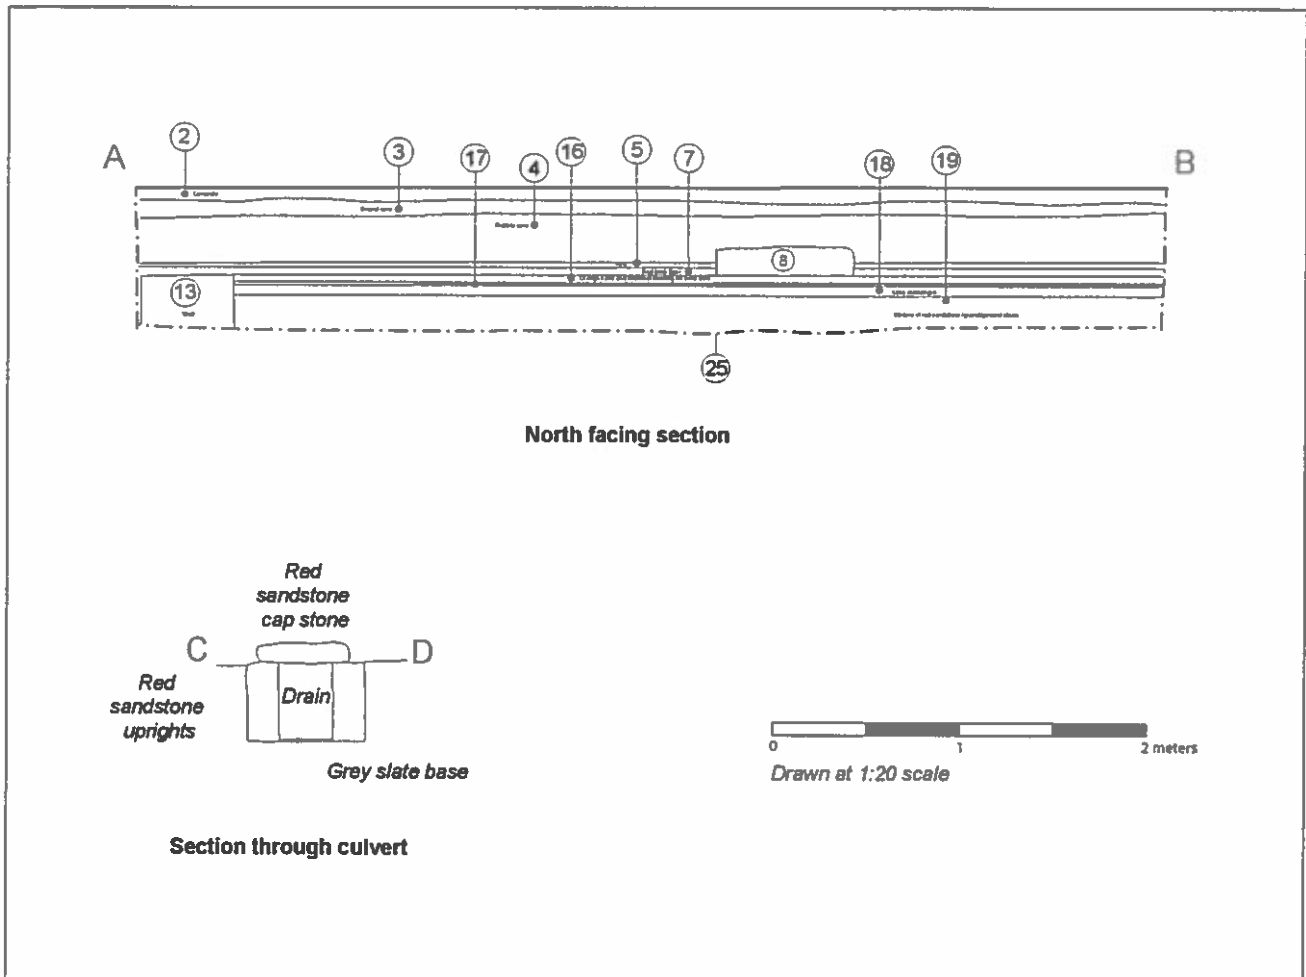 2
3
17
4
16
5
7
18
19
A
B
Concrete
8
13
Wall
25
North facing section
Red
sandstone
cap stone
C
D
Red
sandstone
uprights
Drain
Grey slate base
0
1
2 meters
Drawn at 1:20 scale
Section through culvert